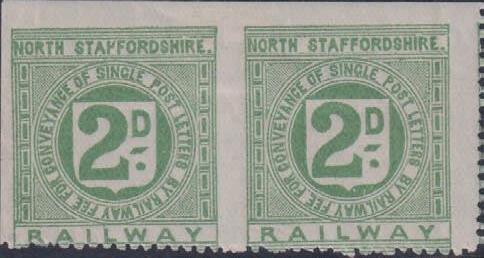 NORTH STAFFORDSHIRE.
FEE FOR CONVEYANCE OF SINGLE POST LETTERS BY RAILWAY
2D
RAILWAY
NORTH STAFFORDSHIRE.
FEE FOR CONVEYANCE OF SINGLE POST LETTERS BY RAILWAY
2D
RAILWAY